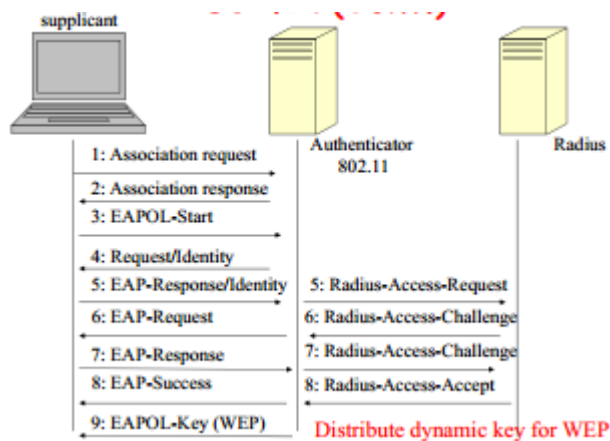 supplicant
Authenticator
802.11
Radius
1: Association request
2: Association response
3: EAPOL-Start
4: Request/Identity
5: EAP-Response/Identity
5: Radius-Access-Request
6: EAP-Request
6: Radius-Access-Challenge
7: EAP-Response
7: Radius-Access-Challenge
8: EAP-Success
8: Radius-Access-Accept
9: EAPOL-Key (WEP)
Distribute dynamic key for WEP